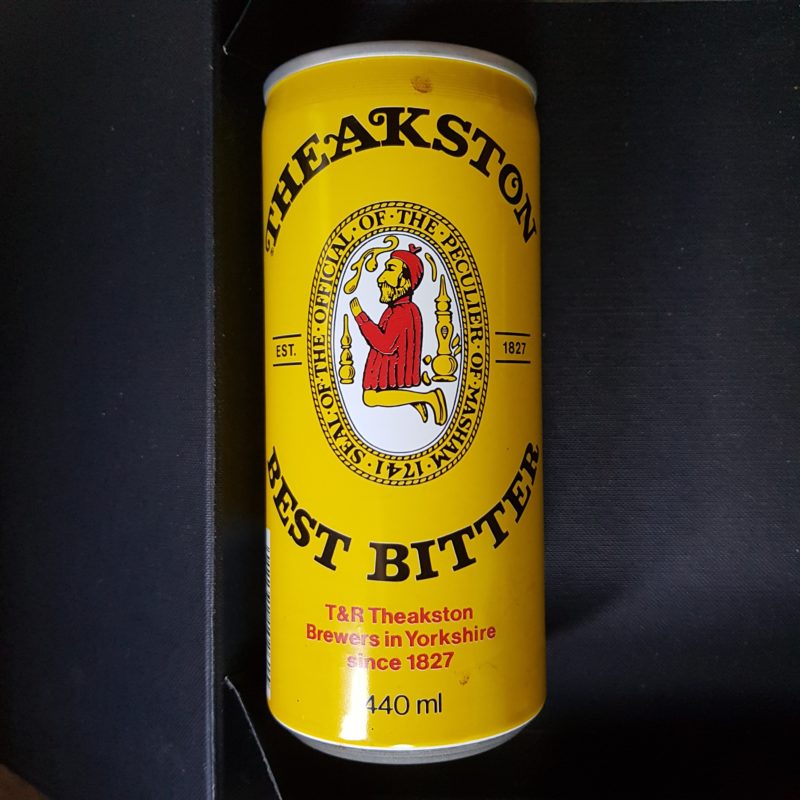 THEAKSTON
SEAL·OF·THE·OFFICIAL·OF·THE·PECULIER·OF·MASHAM·1741·
EST.
1827
BEST BITTER
T&R Theakston
Brewers in Yorkshire
since 1827
440 ml